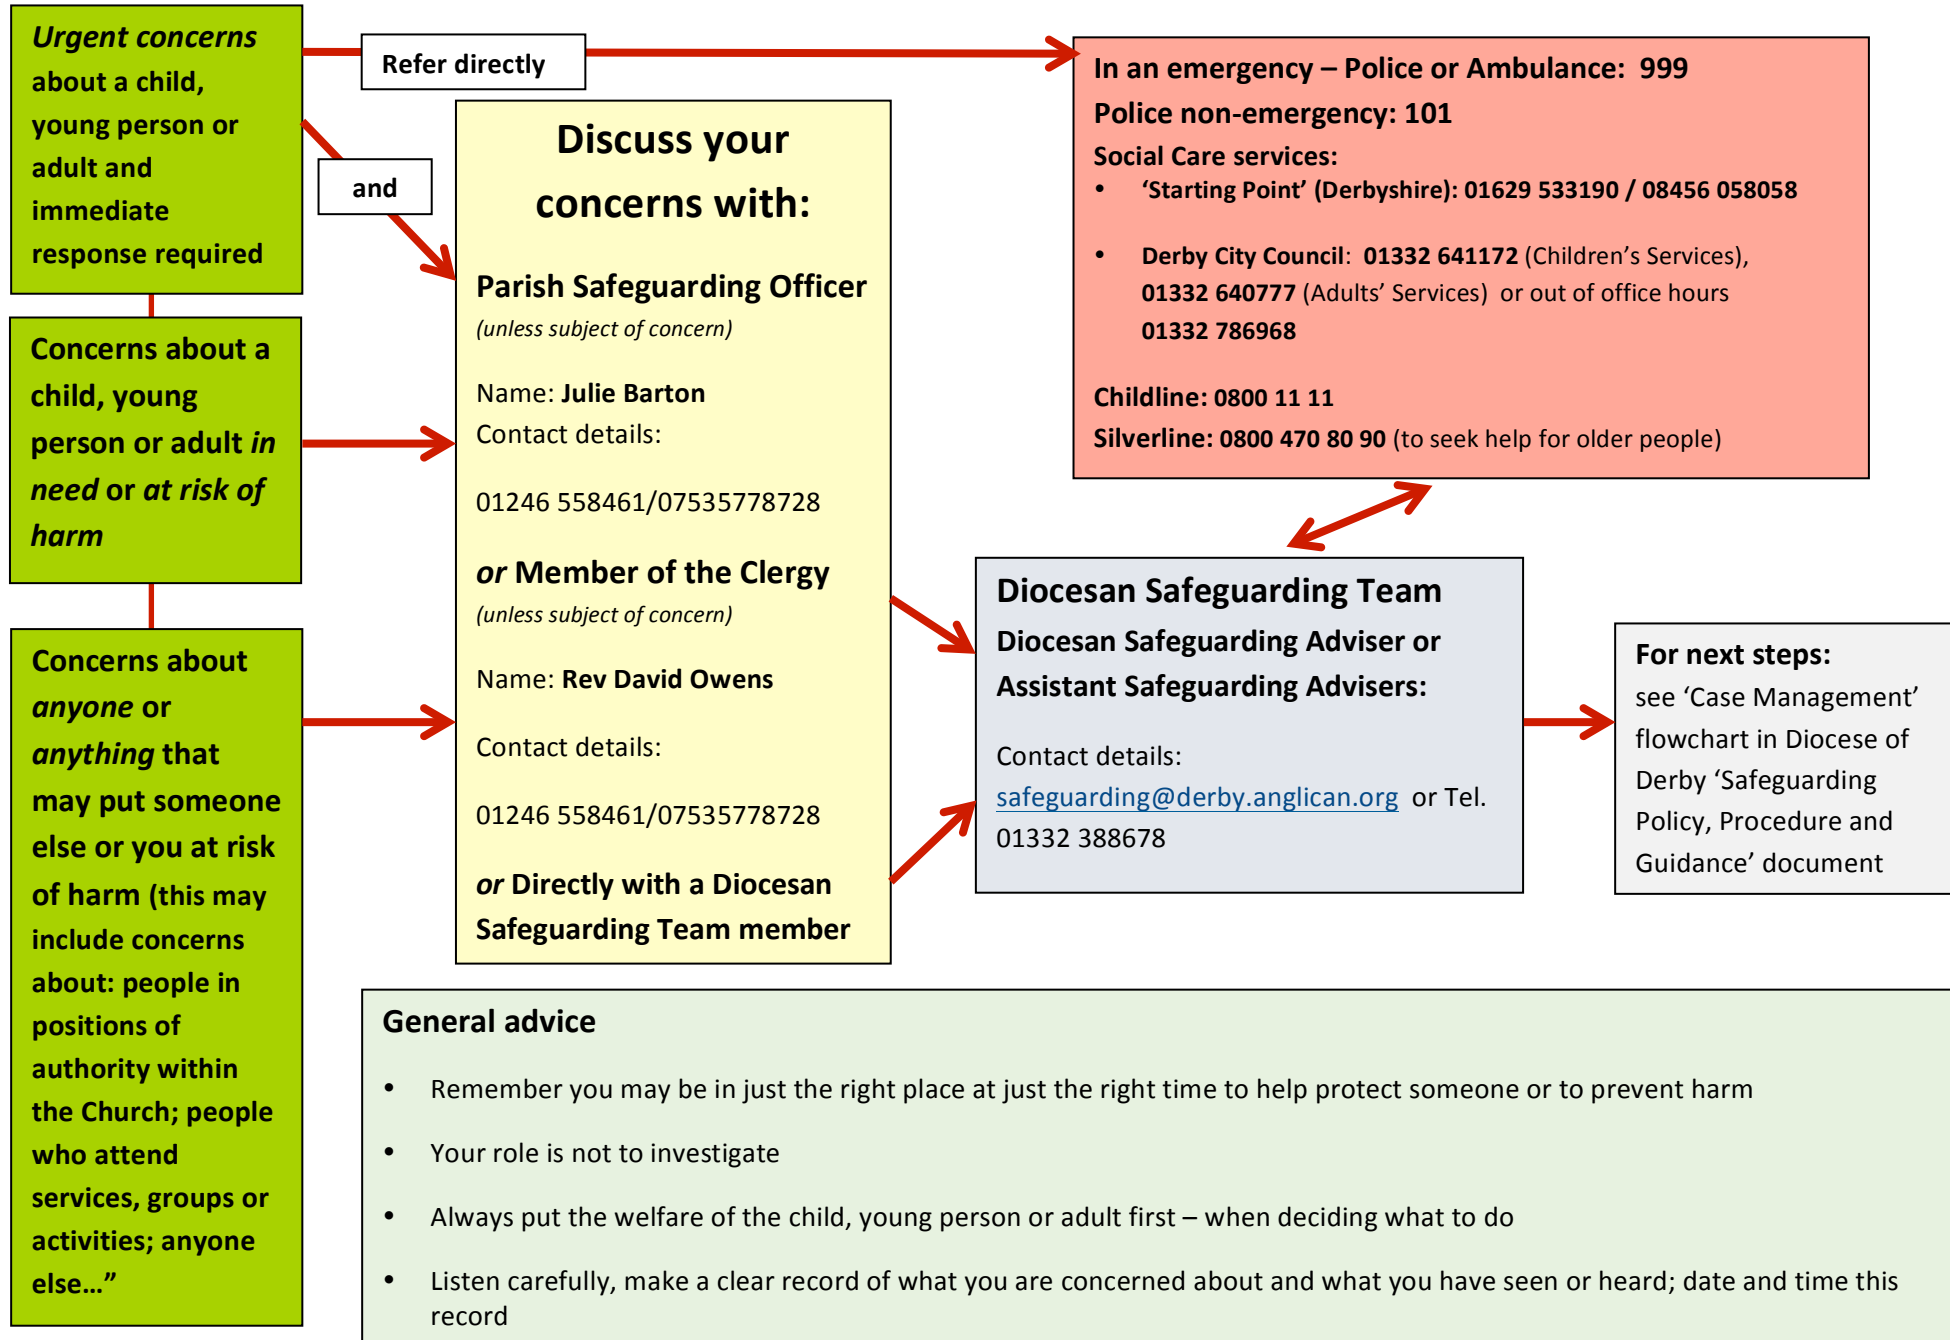 Urgent concerns
about a child,
young person or
adult and
immediate
response required
Refer directly
and
Concerns about a
child, young
person or adult in
need or at risk of
harm
Concerns about
anyone or
anything that
may put someone
else or you at risk
of harm (this may
include concerns
about: people in
positions of
authority within
the Church; people
who attend
services, groups or
activities; anyone
else…”
Discuss your
concerns with:
Parish Safeguarding Officer
(unless subject of concern)
Name: Julie Barton
Contact details:
01246 558461/07535778728
or Member of the Clergy
(unless subject of concern)
Name: Rev David Owens
Contact details:
01246 558461/07535778728
or Directly with a Diocesan
Safeguarding Team member
In an emergency – Police or Ambulance: 999
Police non-emergency: 101
Social Care services:
• ‘Starting Point’ (Derbyshire): 01629 533190 / 08456 058058
• Derby City Council: 01332 641172 (Children’s Services),
01332 640777 (Adults’ Services) or out of office hours
01332 786968
Childline: 0800 11 11
Silverline: 0800 470 80 90 (to seek help for older people)
Diocesan Safeguarding Team
Diocesan Safeguarding Adviser or
Assistant Safeguarding Advisers:
Contact details:
safeguarding@derby.anglican.org or Tel.
01332 388678
For next steps:
see ‘Case Management’
flowchart in Diocese of
Derby ‘Safeguarding
Policy, Procedure and
Guidance’ document
General advice
• Remember you may be in just the right place at just the right time to help protect someone or to prevent harm
• Your role is not to investigate
• Always put the welfare of the child, young person or adult first – when deciding what to do
• Listen carefully, make a clear record of what you are concerned about and what you have seen or heard; date and time this
record